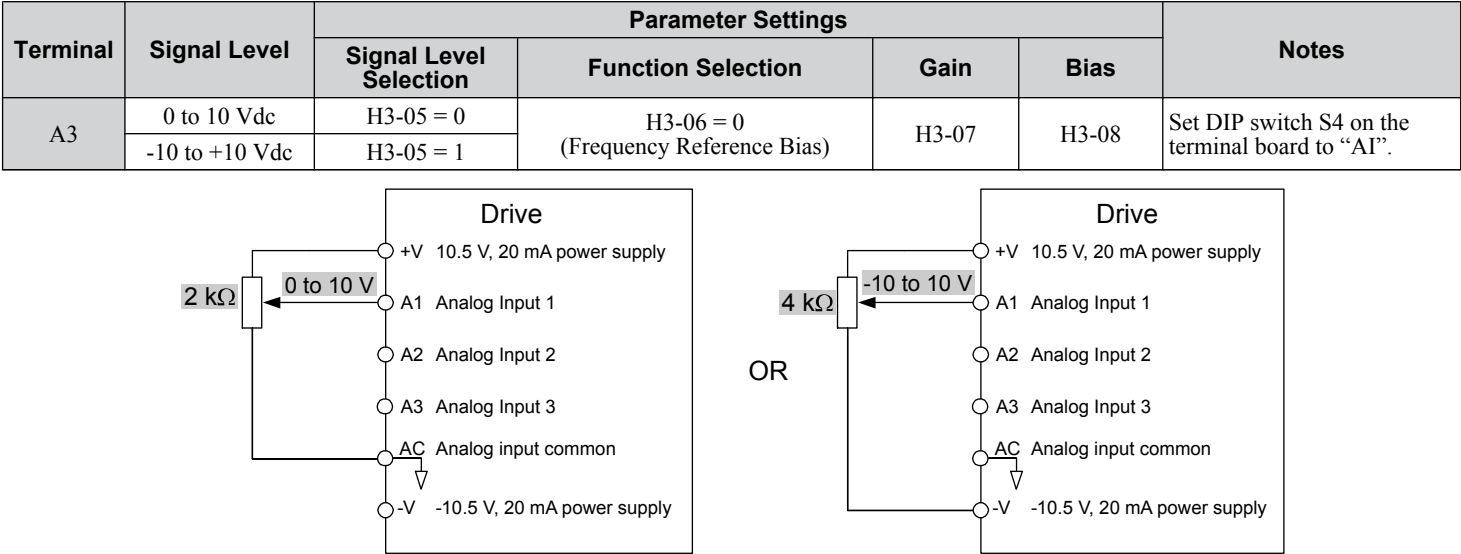 Terminal
Signal Level
Parameter Settings
Signal Level
Selection
Function Selection
Gain
Bias
Notes
A3
0 to 10 Vdc
H3-05 = 0
-10 to +10 Vdc
H3-05 = 1
H3-06 = 0
(Frequency Reference Bias)
H3-07
H3-08
Set DIP switch S4 on the
terminal board to “AI”.
Drive
+V 10.5 V, 20 mA power supply
2 kΩ
0 to 10 V
A1 Analog Input 1
A2 Analog Input 2
A3 Analog Input 3
AC Analog input common
-V -10.5 V, 20 mA power supply
OR
Drive
+V 10.5 V, 20 mA power supply
4 kΩ
-10 to 10 V
A1 Analog Input 1
A2 Analog Input 2
A3 Analog Input 3
AC Analog input common
-V -10.5 V, 20 mA power supply